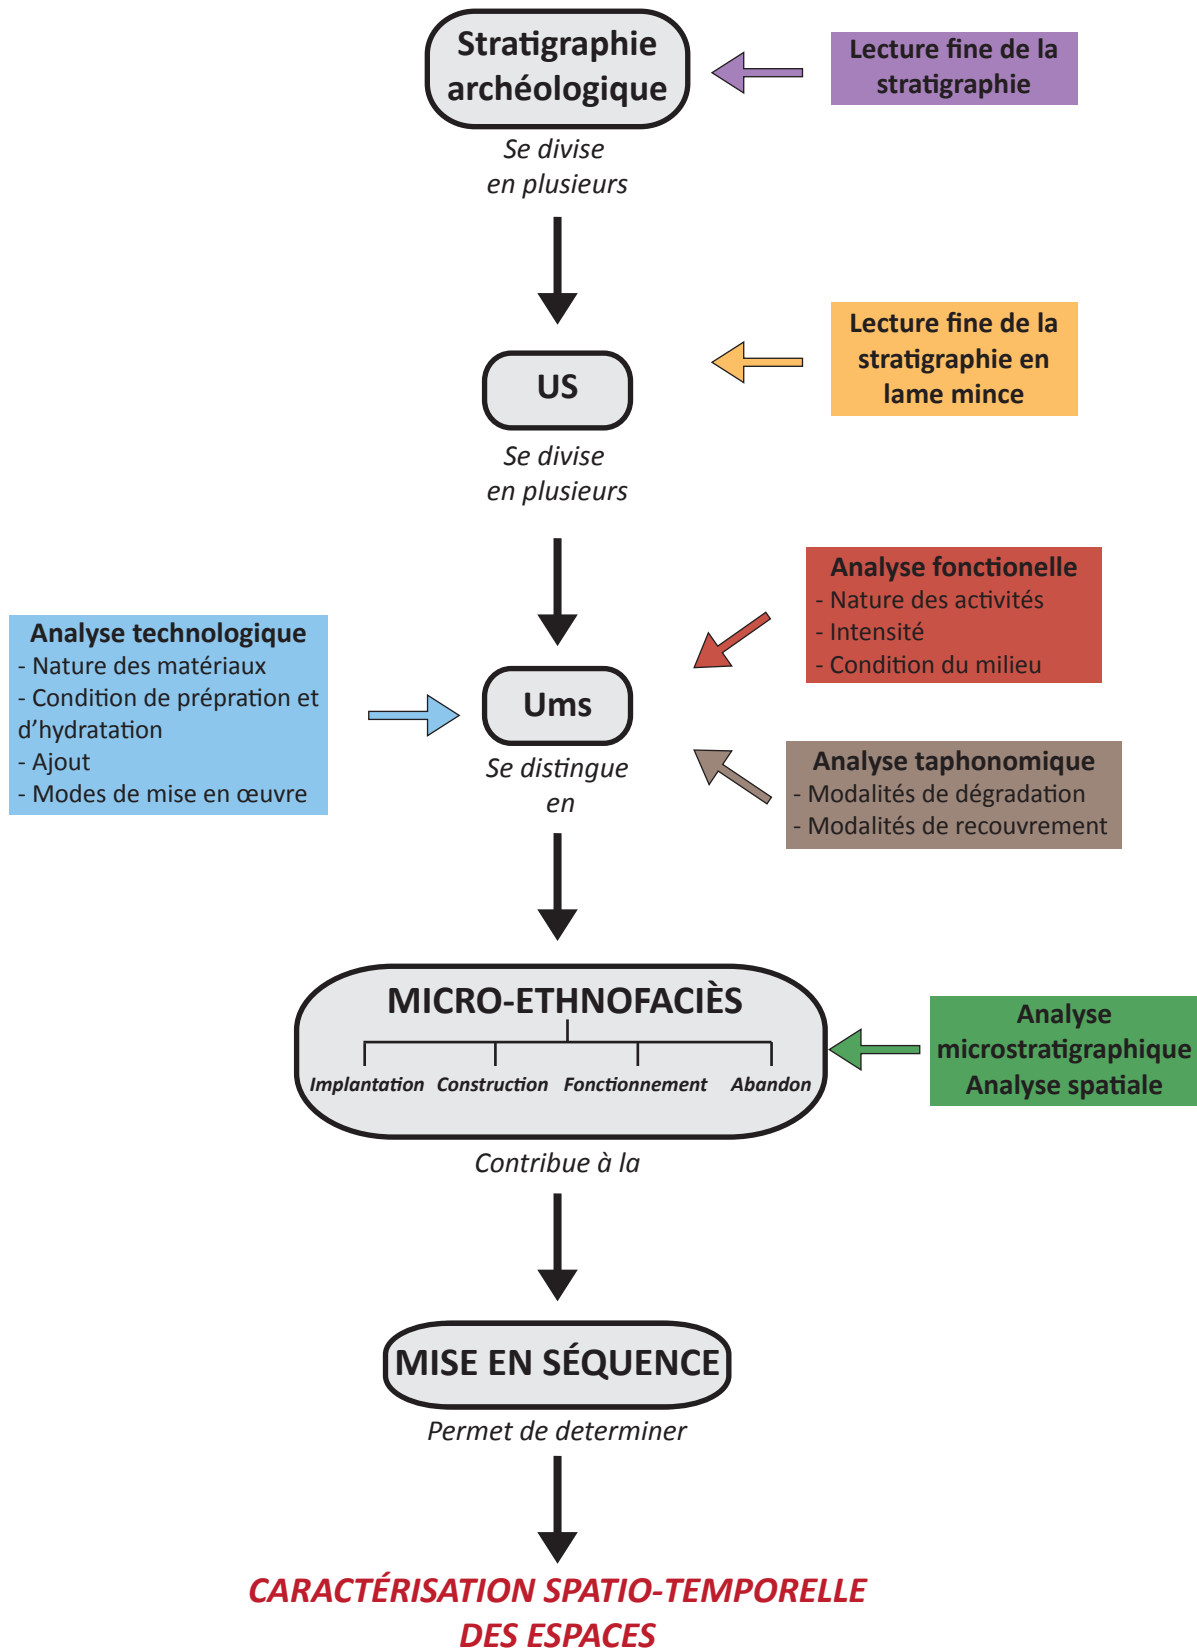 Stratigraphie
archéologique
Lecture fine de la
stratigraphie
Se divise
en plusieurs
Lecture fine de la
stratigraphie en
lame mince
US
Se divise
en plusieurs
Analyse fonctionelle
- Nature des activités
- Intensité
- Condition du milieu
Analyse technologique
- Nature des matériaux
- Condition de prépration et
d'hydratation
- Ajout
- Modes de mise en œuvre
Ums
Se distingue
en
Analyse taphonomique
- Modalités de dégradation
- Modalités de recouvrement
MICRO-ETHNOFACIÈS
Implantation Construction Fonctionnement Abandon
Analyse
microstratigraphique
Analyse spatiale
Contribue à la
MISE EN SÉQUENCE
Permet de determiner
CARACTÉRISATION SPATIO-TEMPORELLE
DES ESPACES